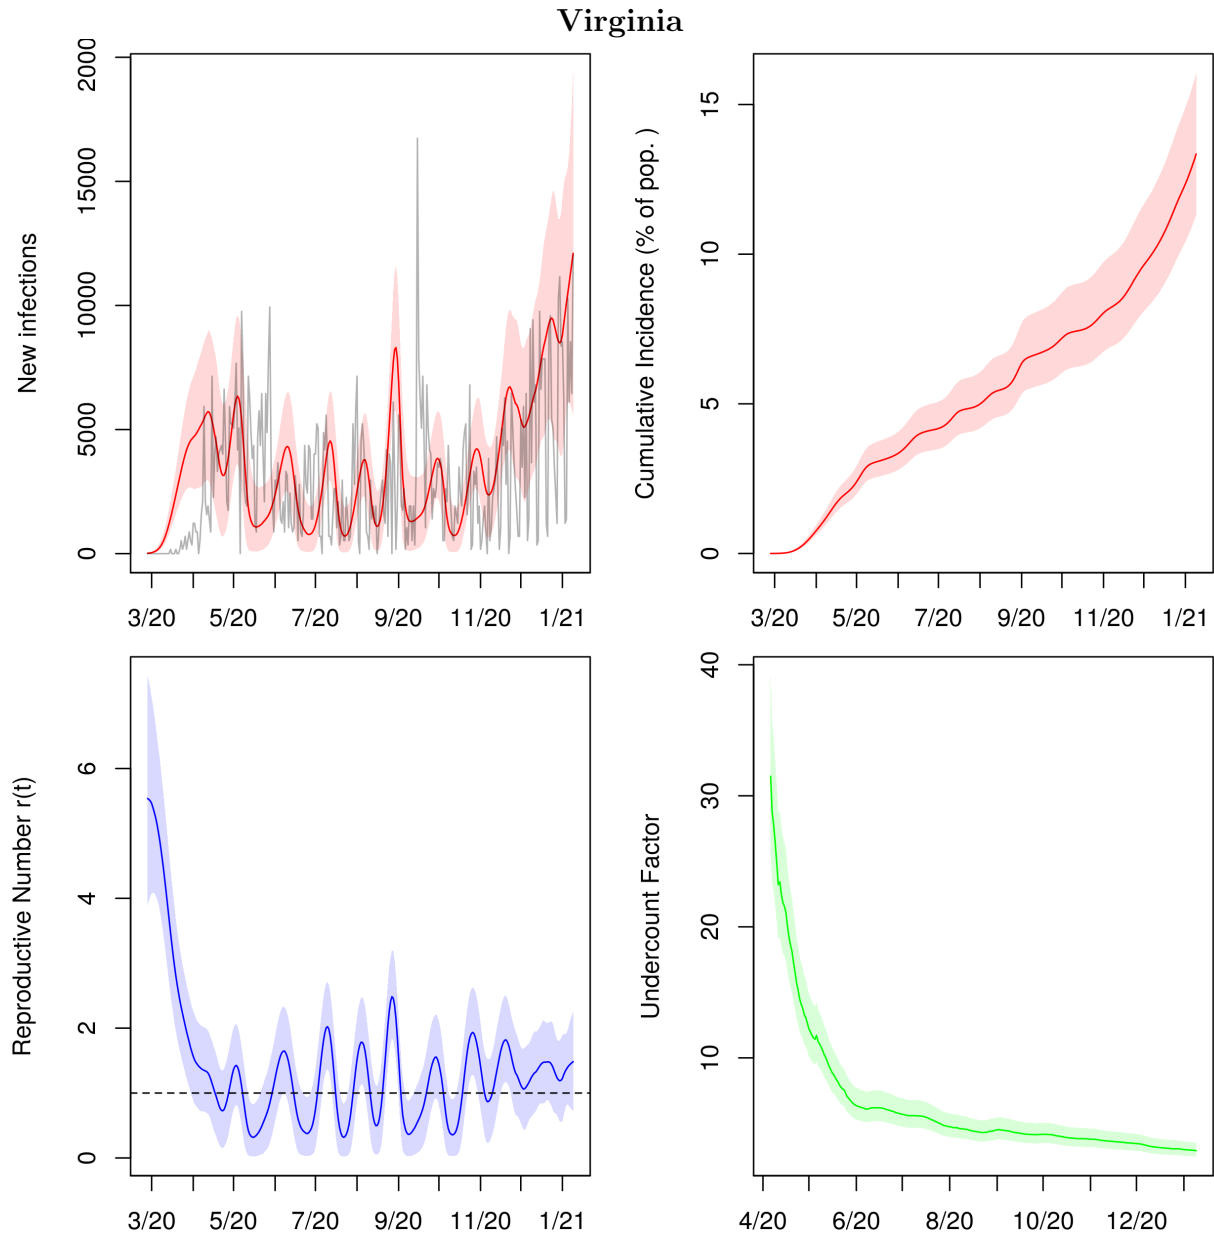 Virginia
New infections
0
5000
10000
15000
2000
3/20 5/20 7/20 9/20 11/20 1/21
Cumulative Incidence (% of pop. )
0
5
10
15
3/20 5/20 7/20 9/20 11/20 1/21
Reproductive Number r(t)
0
2
4
6
3/20 5/20 7/20 9/20 11/20 1/21
Undercount Factor
10
20
30
40
4/20 6/20 8/20 10/20 12/20